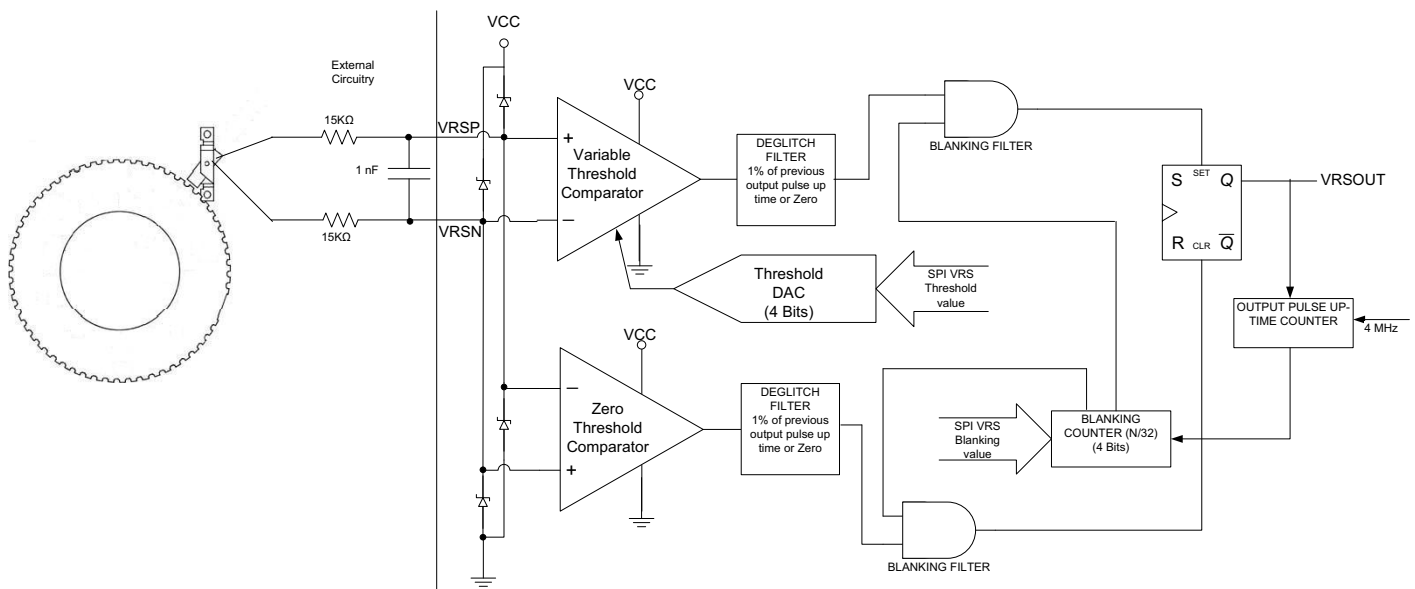 VCC
External
Circuitry
15KΩ
VRSP
1 nF
15KΩ
VRSN
+
Variable
Threshold
Comparator
−
VCC
DEGLITCH
FILTER
1% of previous
output pulse up
time or Zero
BLANKING FILTER
S SET Q
R CLR Q̅
VRSOUT
Threshold
DAC
(4 Bits)
SPI VRS
Threshold
value
OUTPUT PULSE UP-
TIME COUNTER
4 MHz
VCC
−
Zero
Threshold
Comparator
+
DEGLITCH
FILTER
1% of previous
output pulse up
time or Zero
SPI VRS
Blanking
value
BLANKING
COUNTER (N/32)
(4 Bits)
BLANKING FILTER